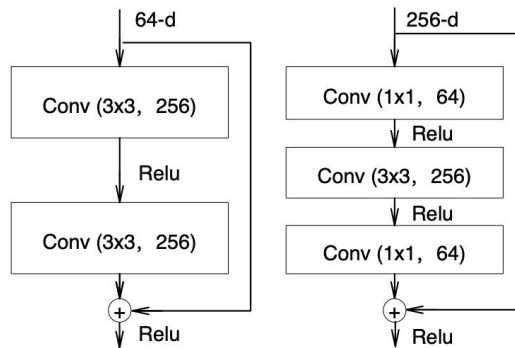 64-d
Conv (3x3, 256)
Relu
Conv (3x3, 256)
+
Relu
256-d
Conv (1x1, 64)
Relu
Conv (3x3, 256)
Relu
Conv (1x1, 64)
+
Relu